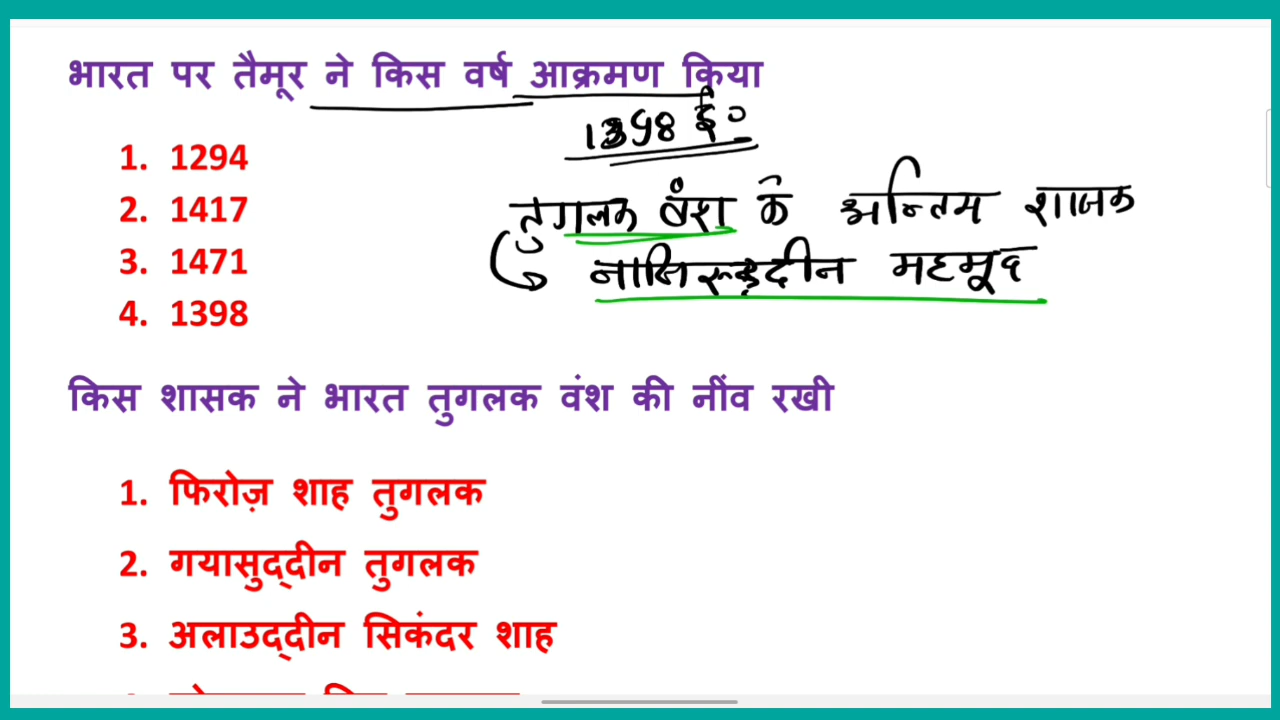 भारत पर तैमूर ने किस वर्ष आक्रमण किया
1398 ई०
1. 1294
2. 1417
3. 1471
4. 1398
तुगलक वंश के अन्तिम शासक
नासिरूद्दीन महमूद
किस शासक ने भारत तुगलक वंश की नींव रखी
1. फिरोज़ शाह तुगलक
2. गयासुद्दीन तुगलक
3. अलाउद्दीन सिकंदर शाह